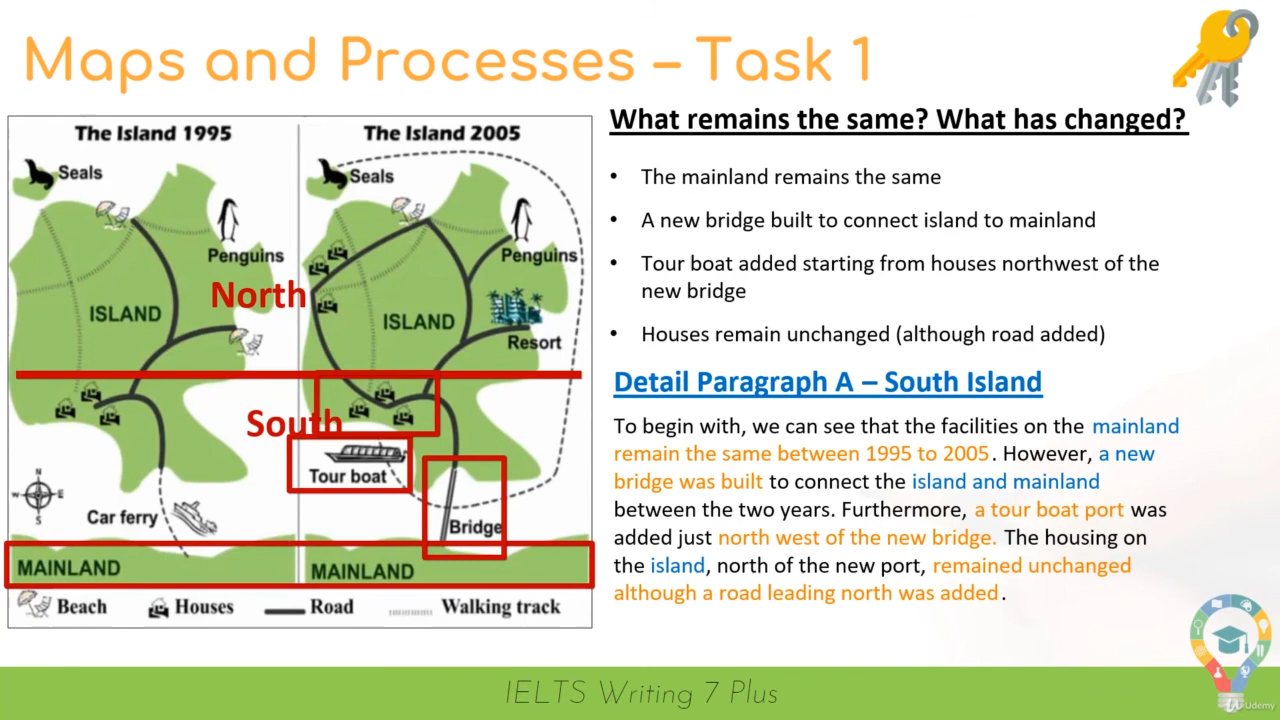 Maps and Processes – Task 1
The Island 1995
The Island 2005
Seals
Seals
Penguins
Penguins
North
ISLAND
ISLAND
Resort
South
Tour boat
N
W
E
S
Car ferry
Bridge
MAINLAND
MAINLAND
Beach
Houses
Road
Walking track
What remains the same? What has changed?
• The mainland remains the same
• A new bridge built to connect island to mainland
• Tour boat added starting from houses northwest of the
new bridge
• Houses remain unchanged (although road added)
Detail Paragraph A – South Island
To begin with, we can see that the facilities on the mainland
remain the same between 1995 to 2005. However, a new
bridge was built to connect the island and mainland
between the two years. Furthermore, a tour boat port was
added just north west of the new bridge. The housing on
the island, north of the new port, remained unchanged
although a road leading north was added.
IELTS Writing 7 Plus
Udemy